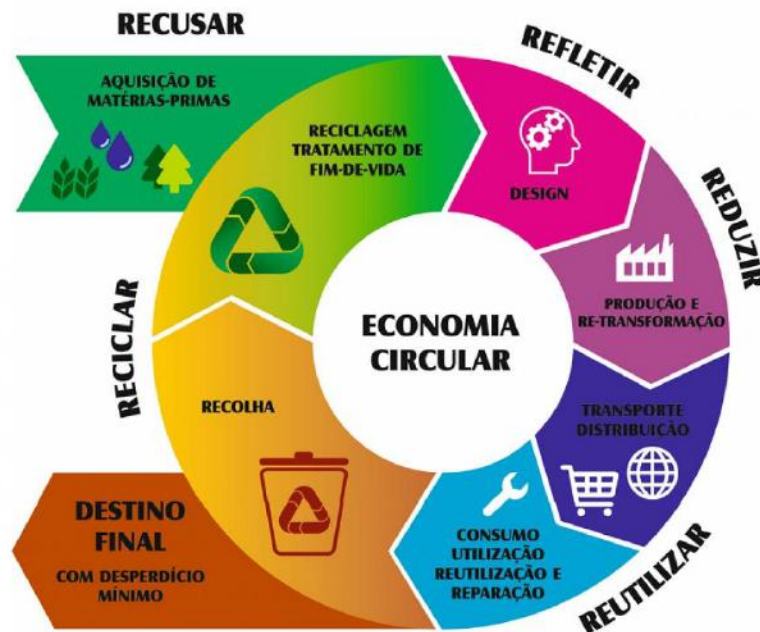 RECUSAR
AQUISIÇÃO DE
MATÉRIAS-PRIMAS
RECICLAGEM
TRATAMENTO DE
FIM-DE-VIDA
REFLETIR
DESIGN
REDUZIR
PRODUÇÃO E
RE-TRANSFORMAÇÃO
ECONOMIA
CIRCULAR
TRANSPORTE
DISTRIBUIÇÃO
REUTILIZAR
CONSUMO
UTILIZAÇÃO
REUTILIZAÇÃO E
REPARAÇÃO
RECICLAR
RECOLHA
DESTINO
FINAL
COM DESPERDÍCIO
MÍNIMO